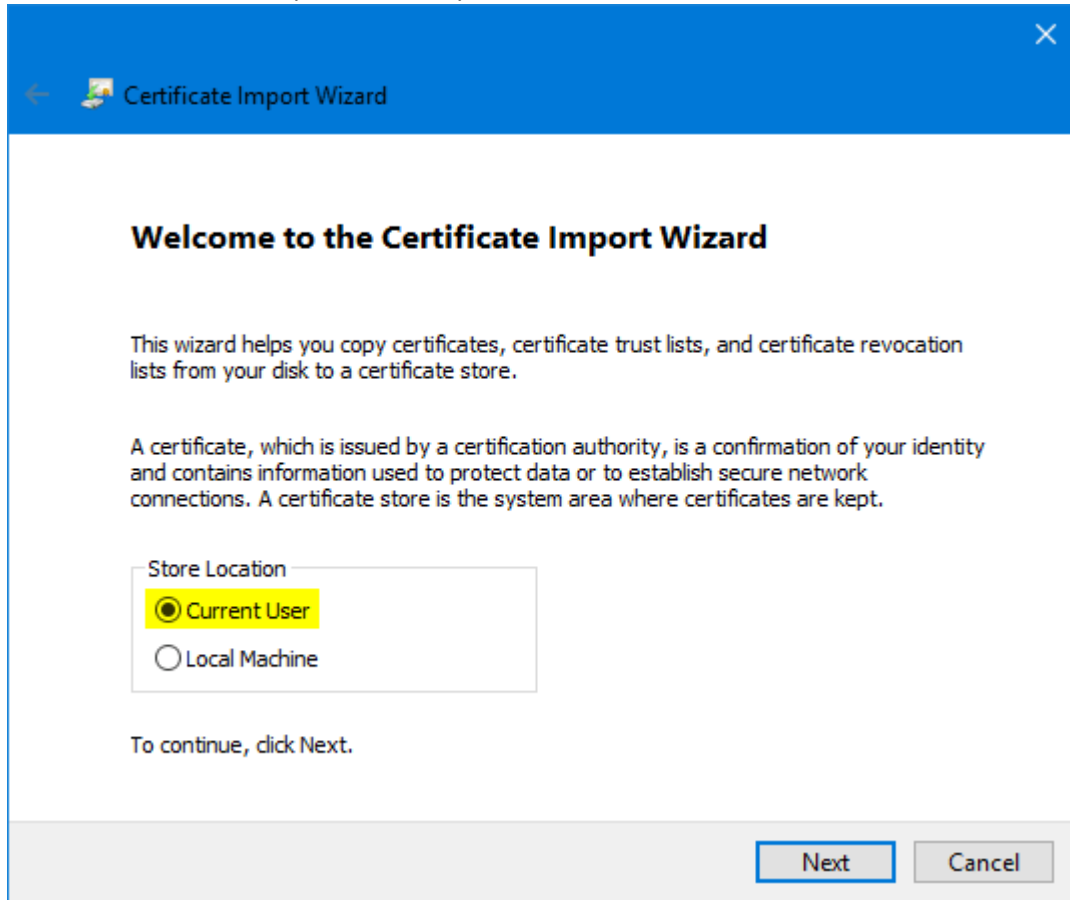 Certificate Import Wizard
Welcome to the Certificate Import Wizard
This wizard helps you copy certificates, certificate trust lists, and certificate revocation
lists from your disk to a certificate store.
A certificate, which is issued by a certification authority, is a confirmation of your identity
and contains information used to protect data or to establish secure network
connections. A certificate store is the system area where certificates are kept.
Store Location
Current User
Local Machine
To continue, click Next.
Next Cancel